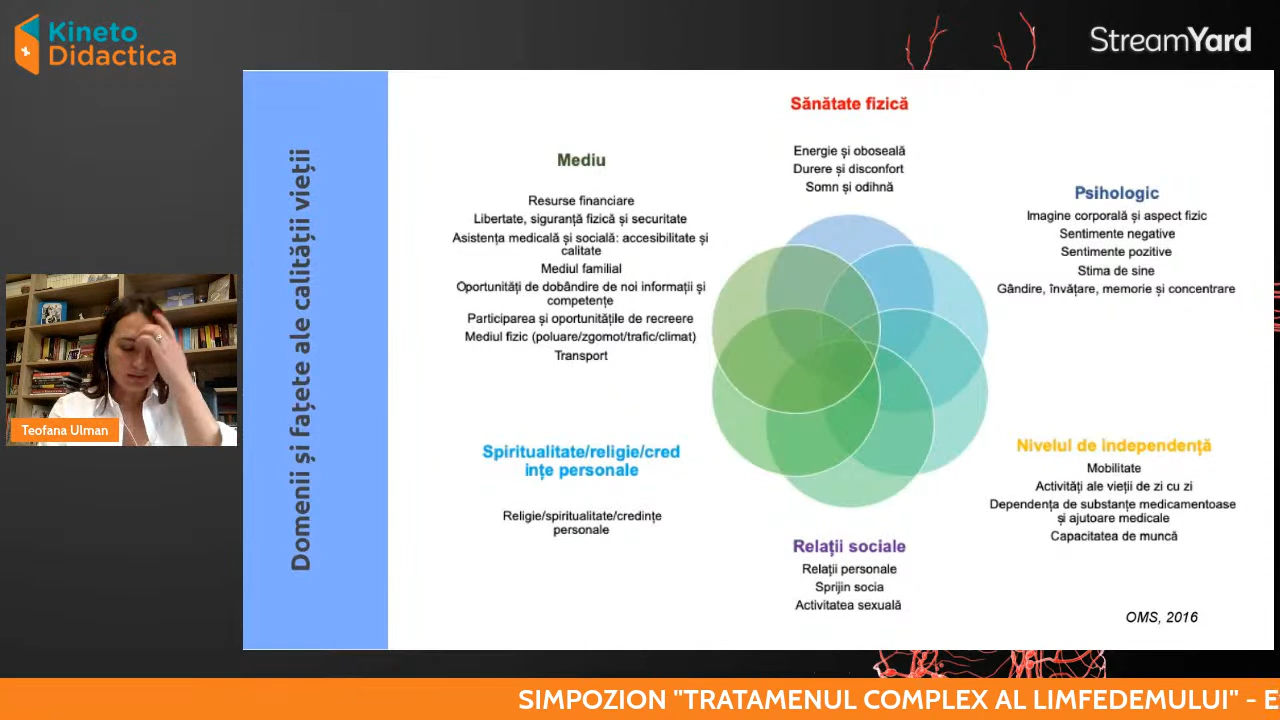 Kineto
Didactica
StreamYard
Domenii și fațete ale calității vieții
Sănătate fizică
Energie și oboseală
Durere și disconfort
Somn și odihnă
Mediu
Resurse financiare
Libertate, siguranță fizică și securitate
Asistența medicală și socială: accesibilitate și
calitate
Mediul familial
Oportunități de dobândire de noi informații și
competențe
Participarea și oportunitățile de recreere
Mediul fizic (poluare/zgomot/trafic/climat)
Transport
Psihologic
Imagine corporală și aspect fizic
Sentimente negative
Sentimente pozitive
Stima de sine
Gândire, învățare, memorie și concentrare
Teofana Ulman
Spiritualitate/religie/cred
ințe personale
Religie/spiritualitate/credințe
personale
Nivelul de independență
Mobilitate
Activități ale vieții de zi cu zi
Dependența de substanțe medicamentoase
și ajutoare medicale
Capacitatea de muncă
Relații sociale
Relații personale
Sprijin socia
Activitatea sexuală
OMS, 2016
SIMPOZION "TRATAMENUL COMPLEX AL LIMFEDEMULUI" -